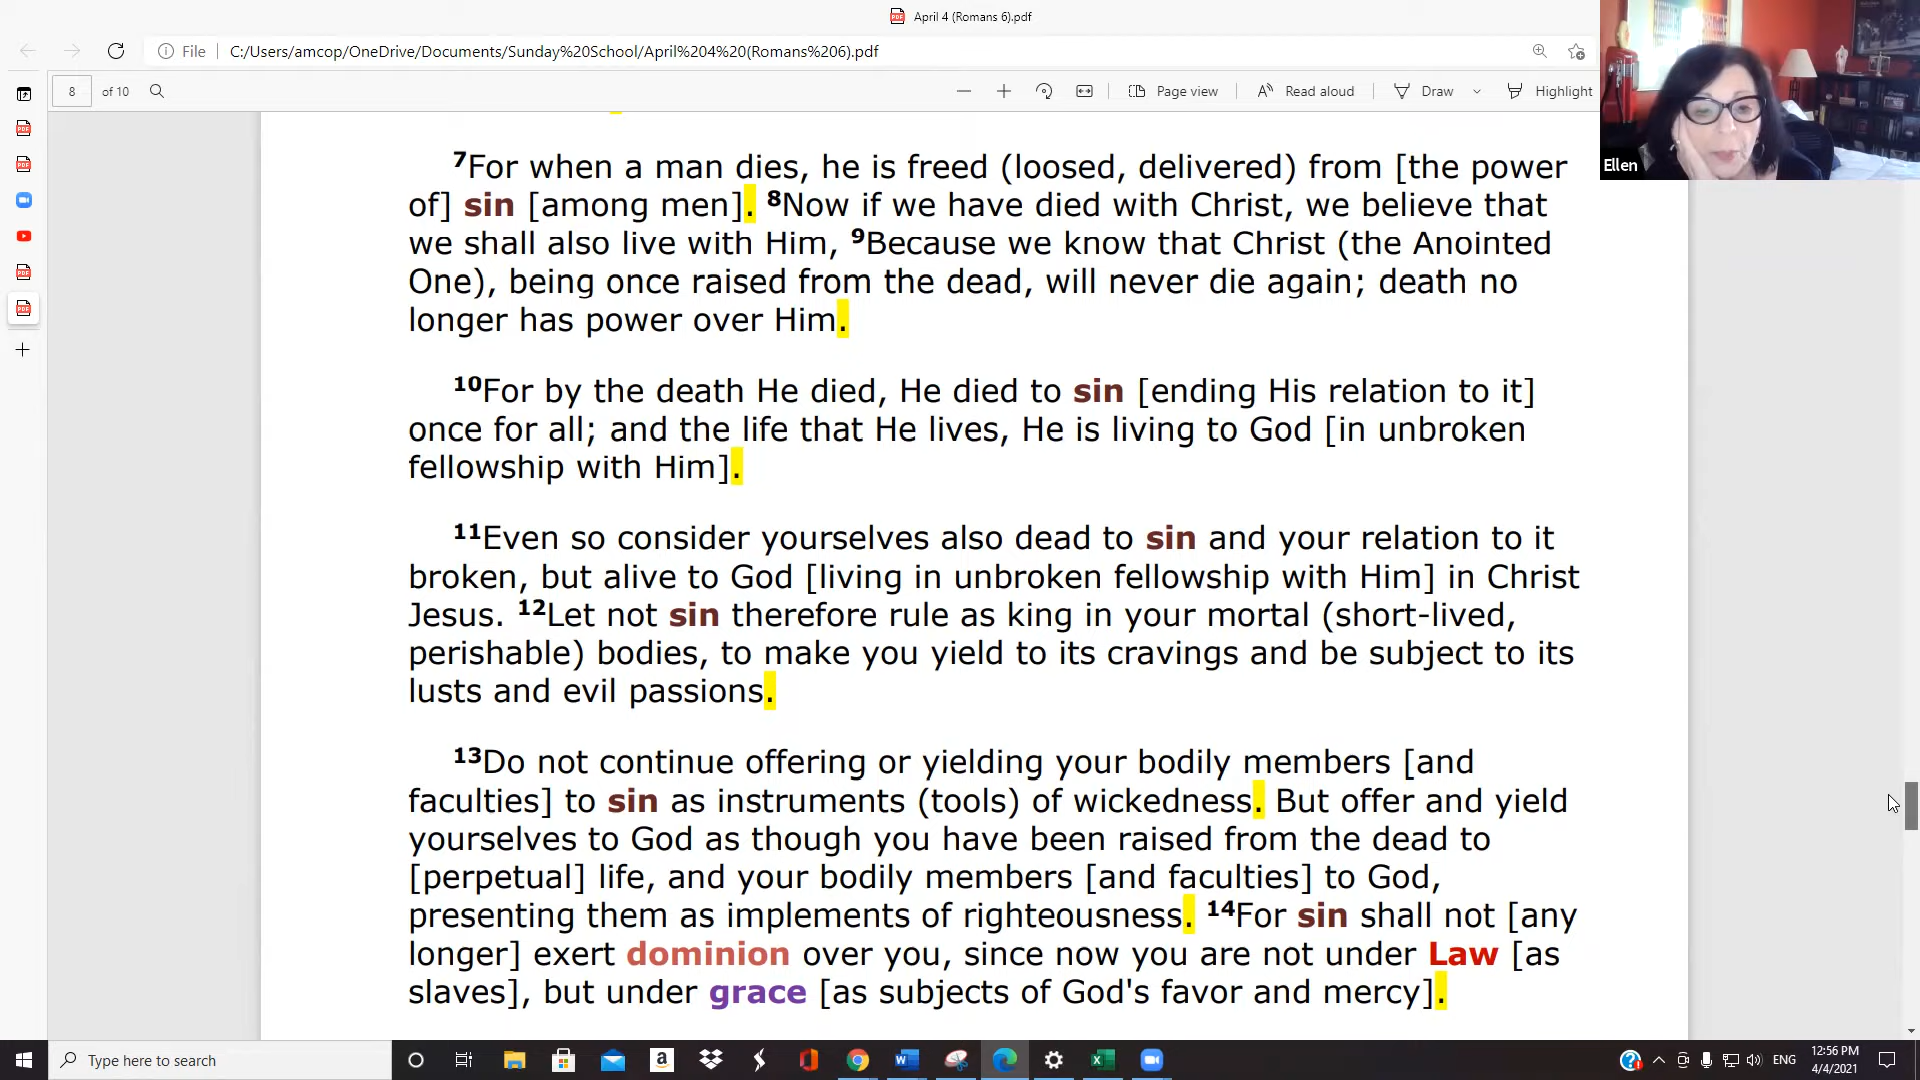 April 4 (Romans 6).pdf
File
C:/Users/amcop/OneDrive/Documents/Sunday%20School/April%204%20(Romans%206).pdf
8 of 10
Page view
Read aloud
Draw
Highlight
Ellen
7For when a man dies, he is freed (loosed, delivered) from [the power
of] sin [among men]. 8Now if we have died with Christ, we believe that
we shall also live with Him, 9Because we know that Christ (the Anointed
One), being once raised from the dead, will never die again; death no
longer has power over Him.
10For by the death He died, He died to sin [ending His relation to it]
once for all; and the life that He lives, He is living to God [in unbroken
fellowship with Him].
11Even so consider yourselves also dead to sin and your relation to it
broken, but alive to God [living in unbroken fellowship with Him] in Christ
Jesus. 12Let not sin therefore rule as king in your mortal (short-lived,
perishable) bodies, to make you yield to its cravings and be subject to its
lusts and evil passions.
13Do not continue offering or yielding your bodily members [and
faculties] to sin as instruments (tools) of wickedness. But offer and yield
yourselves to God as though you have been raised from the dead to
[perpetual] life, and your bodily members [and faculties] to God,
presenting them as implements of righteousness. 14For sin shall not [any
longer] exert dominion over you, since now you are not under Law [as
slaves], but under grace [as subjects of God's favor and mercy].
Type here to search
ENG
12:56 PM
4/4/2021